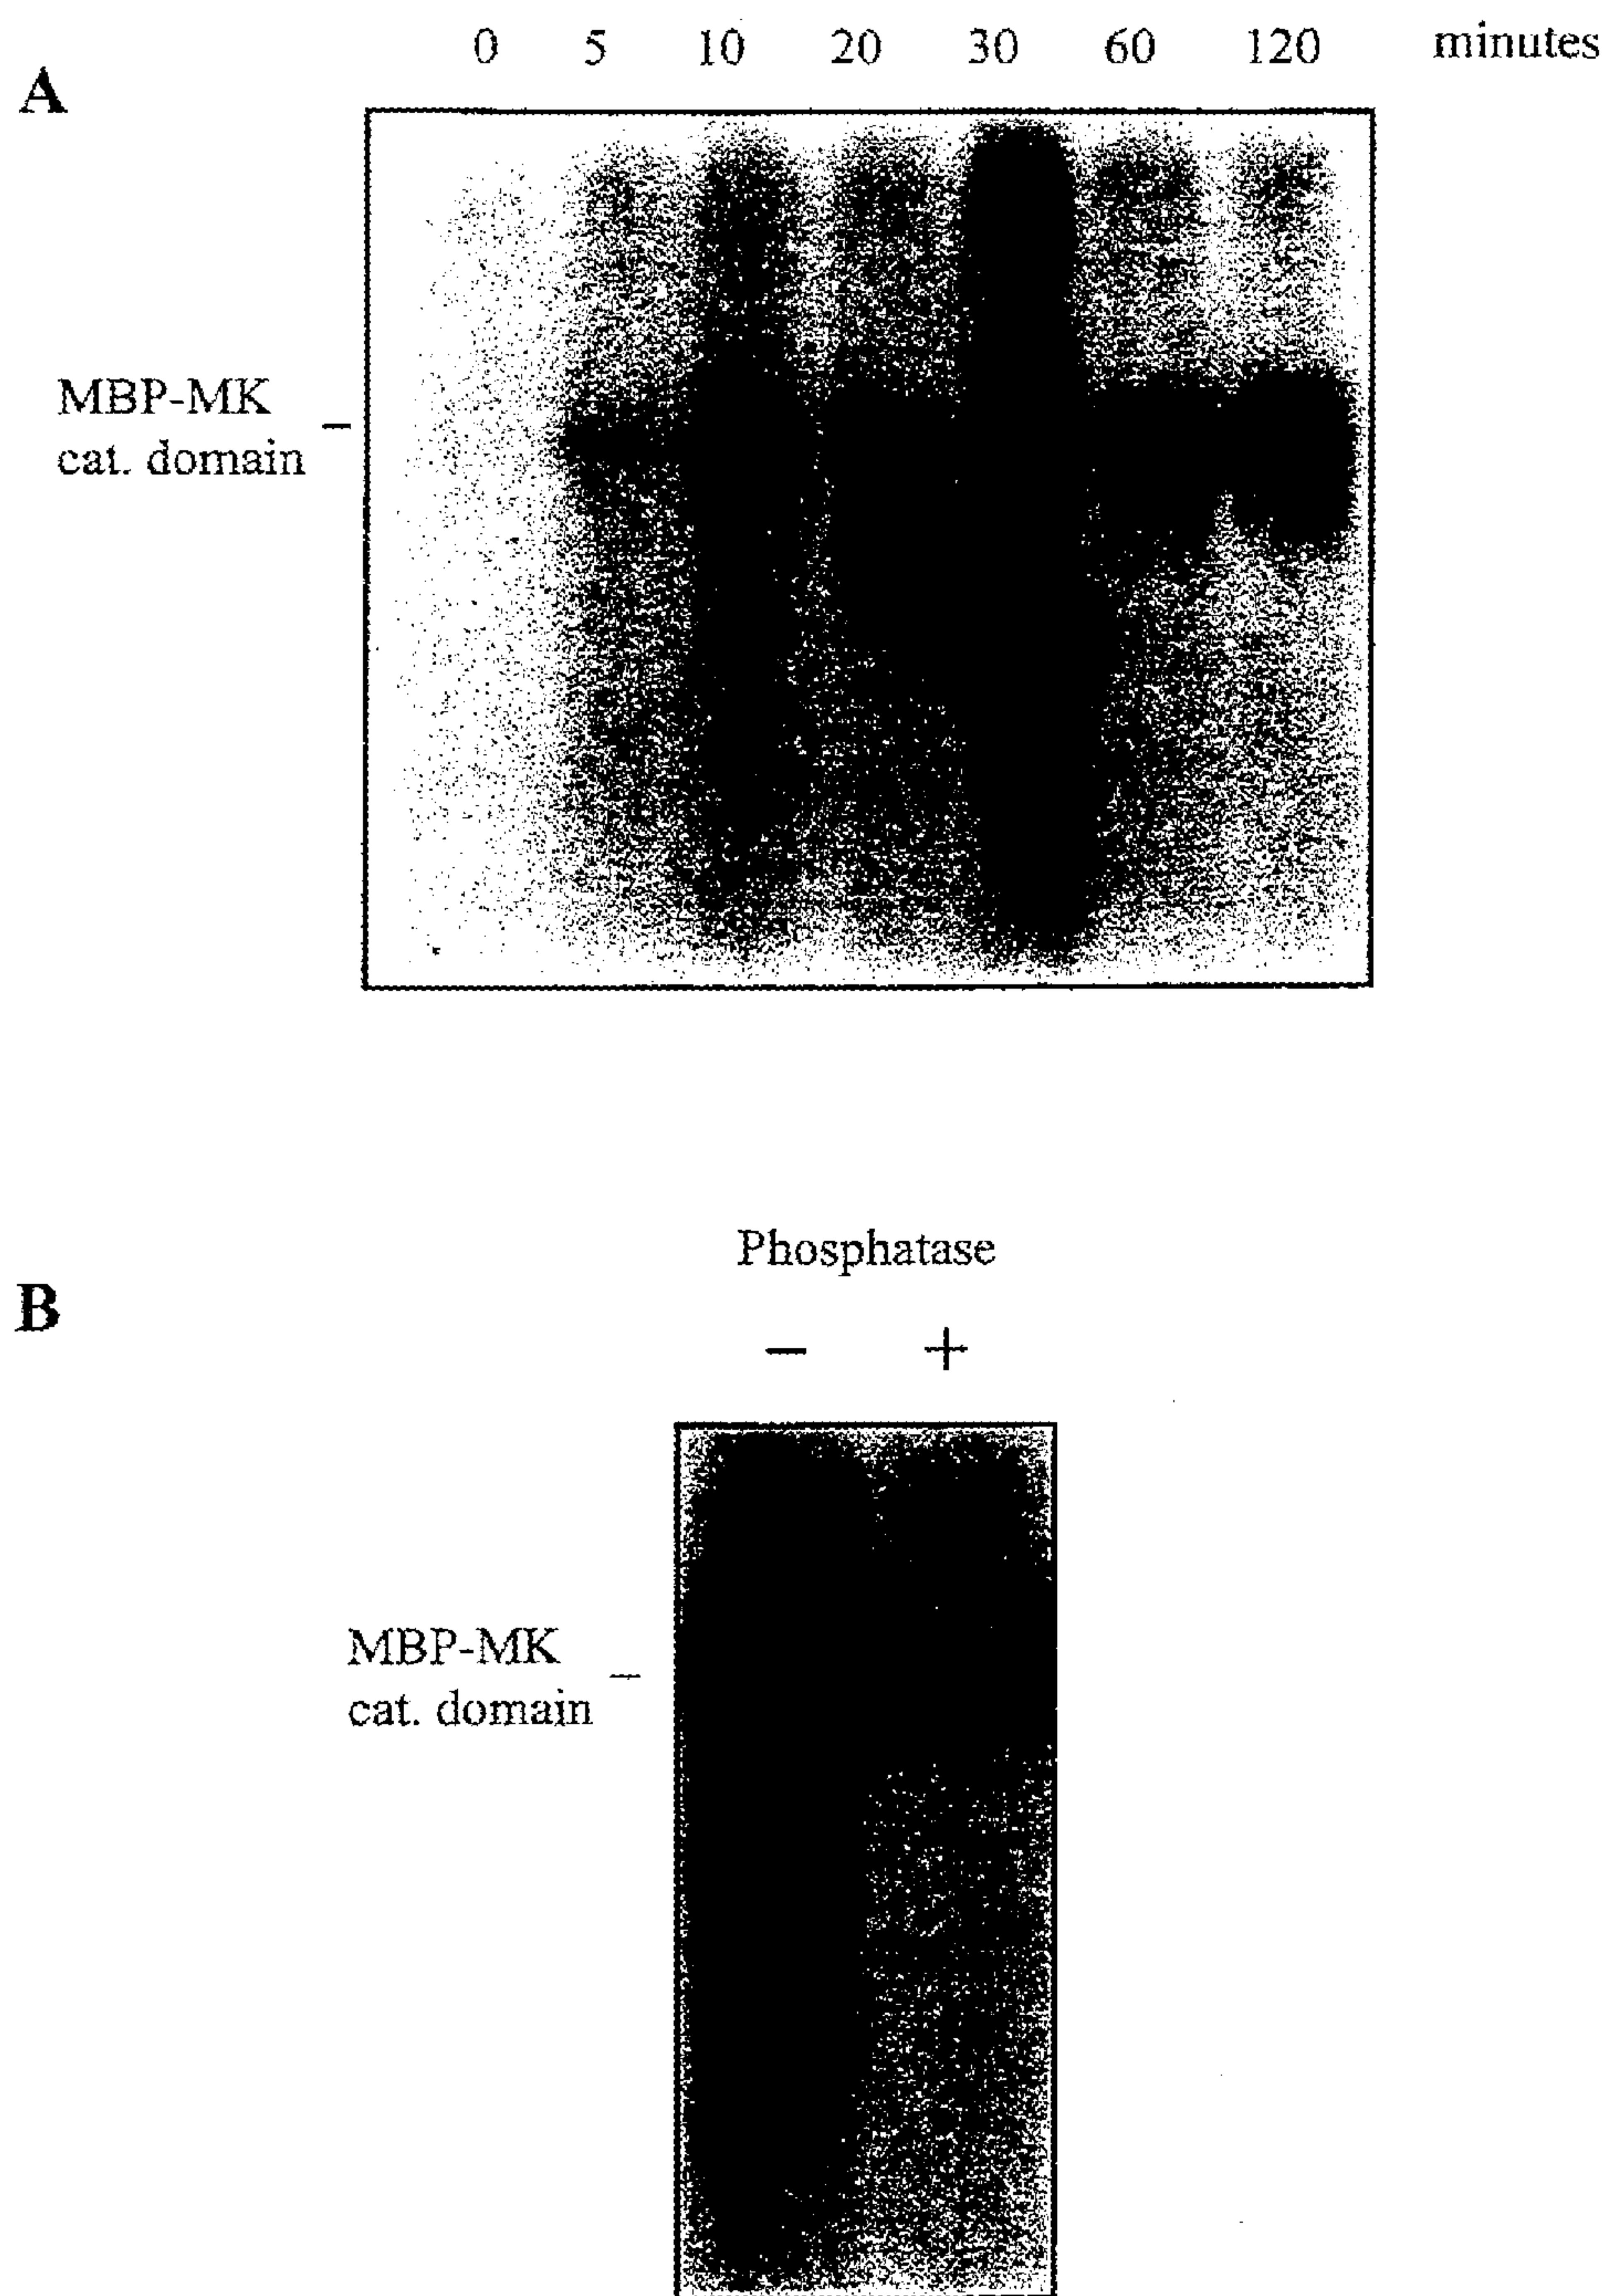 0 5 10 20 30 60 120 minutes
A
MBP-MK
cat. domain
Phosphatase
B
− +
MBP-MK
cat. domain